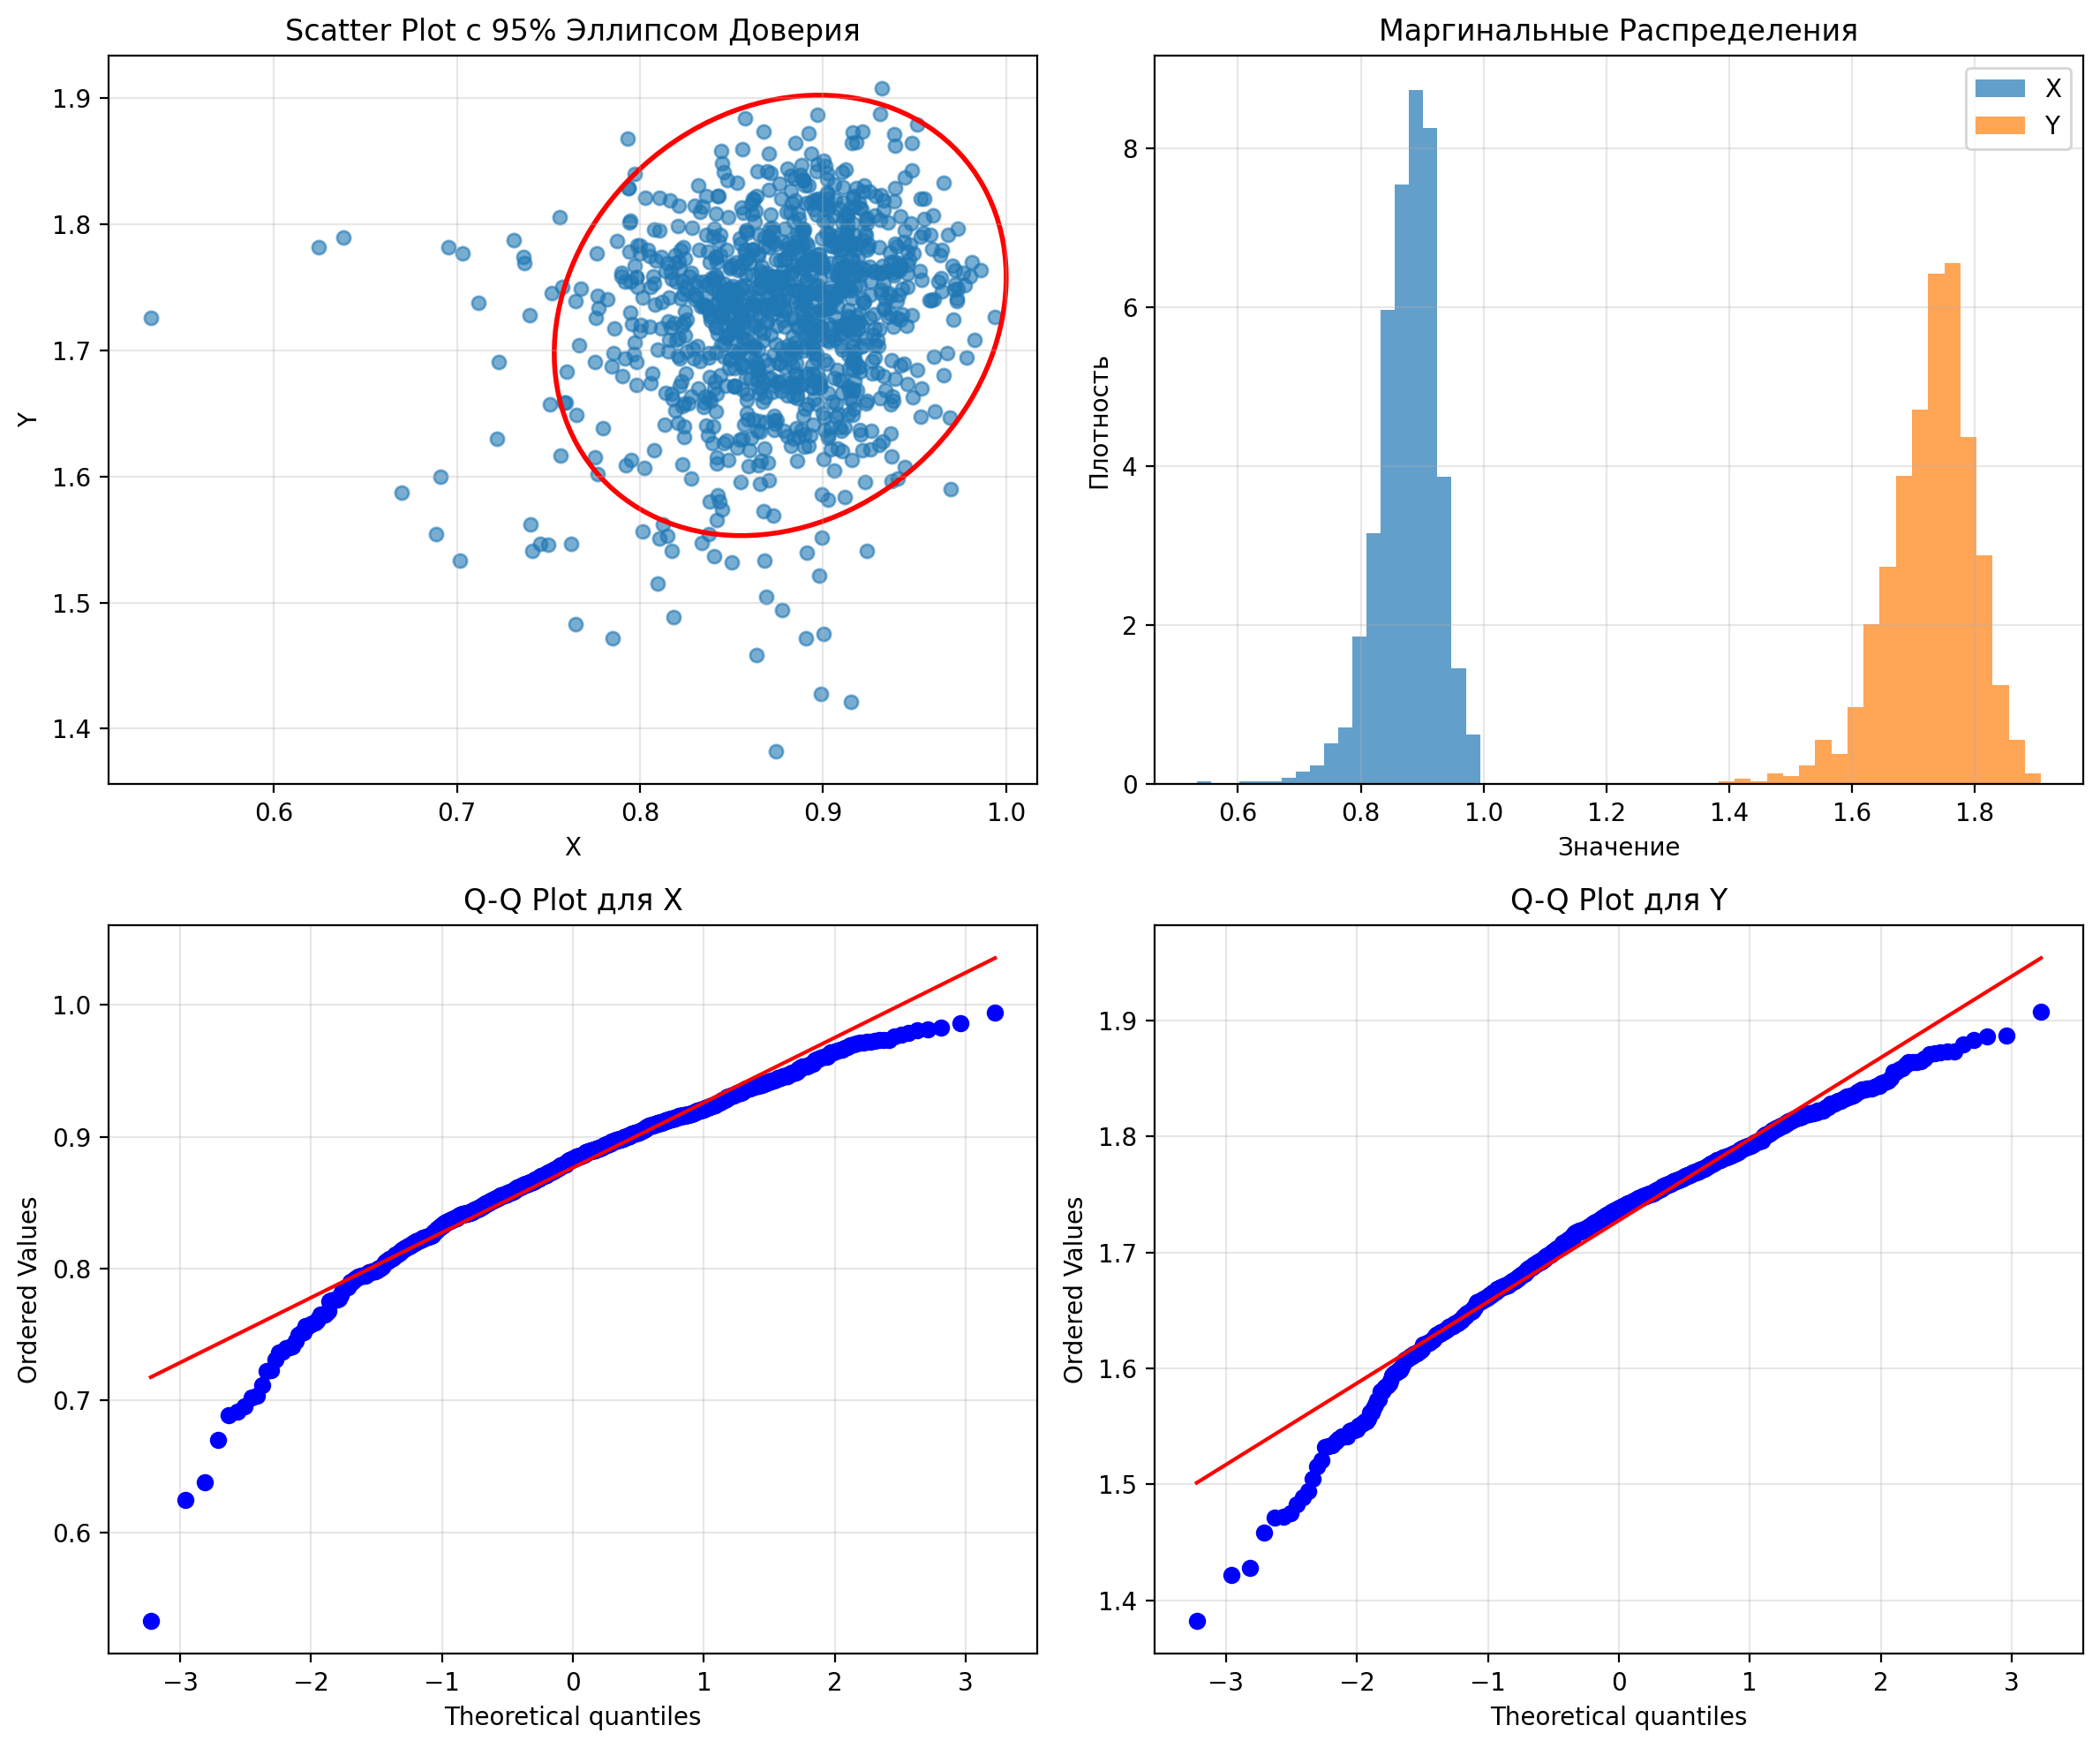 Scatter Plot с 95% Эллипсом Доверия
1.9
1.8
1.7
1.6
1.5
1.4
Y
0.6 0.7 0.8 0.9 1.0
X
Маргинальные Распределения
X
Y
8
6
4
2
0
Плотность
0.6 0.8 1.0 1.2 1.4 1.6 1.8
Значение
Q-Q Plot для X
1.0
0.9
0.8
0.7
0.6
Ordered Values
−3 −2 −1 0 1 2 3
Theoretical quantiles
Q-Q Plot для Y
1.9
1.8
1.7
1.6
1.5
1.4
Ordered Values
−3 −2 −1 0 1 2 3
Theoretical quantiles